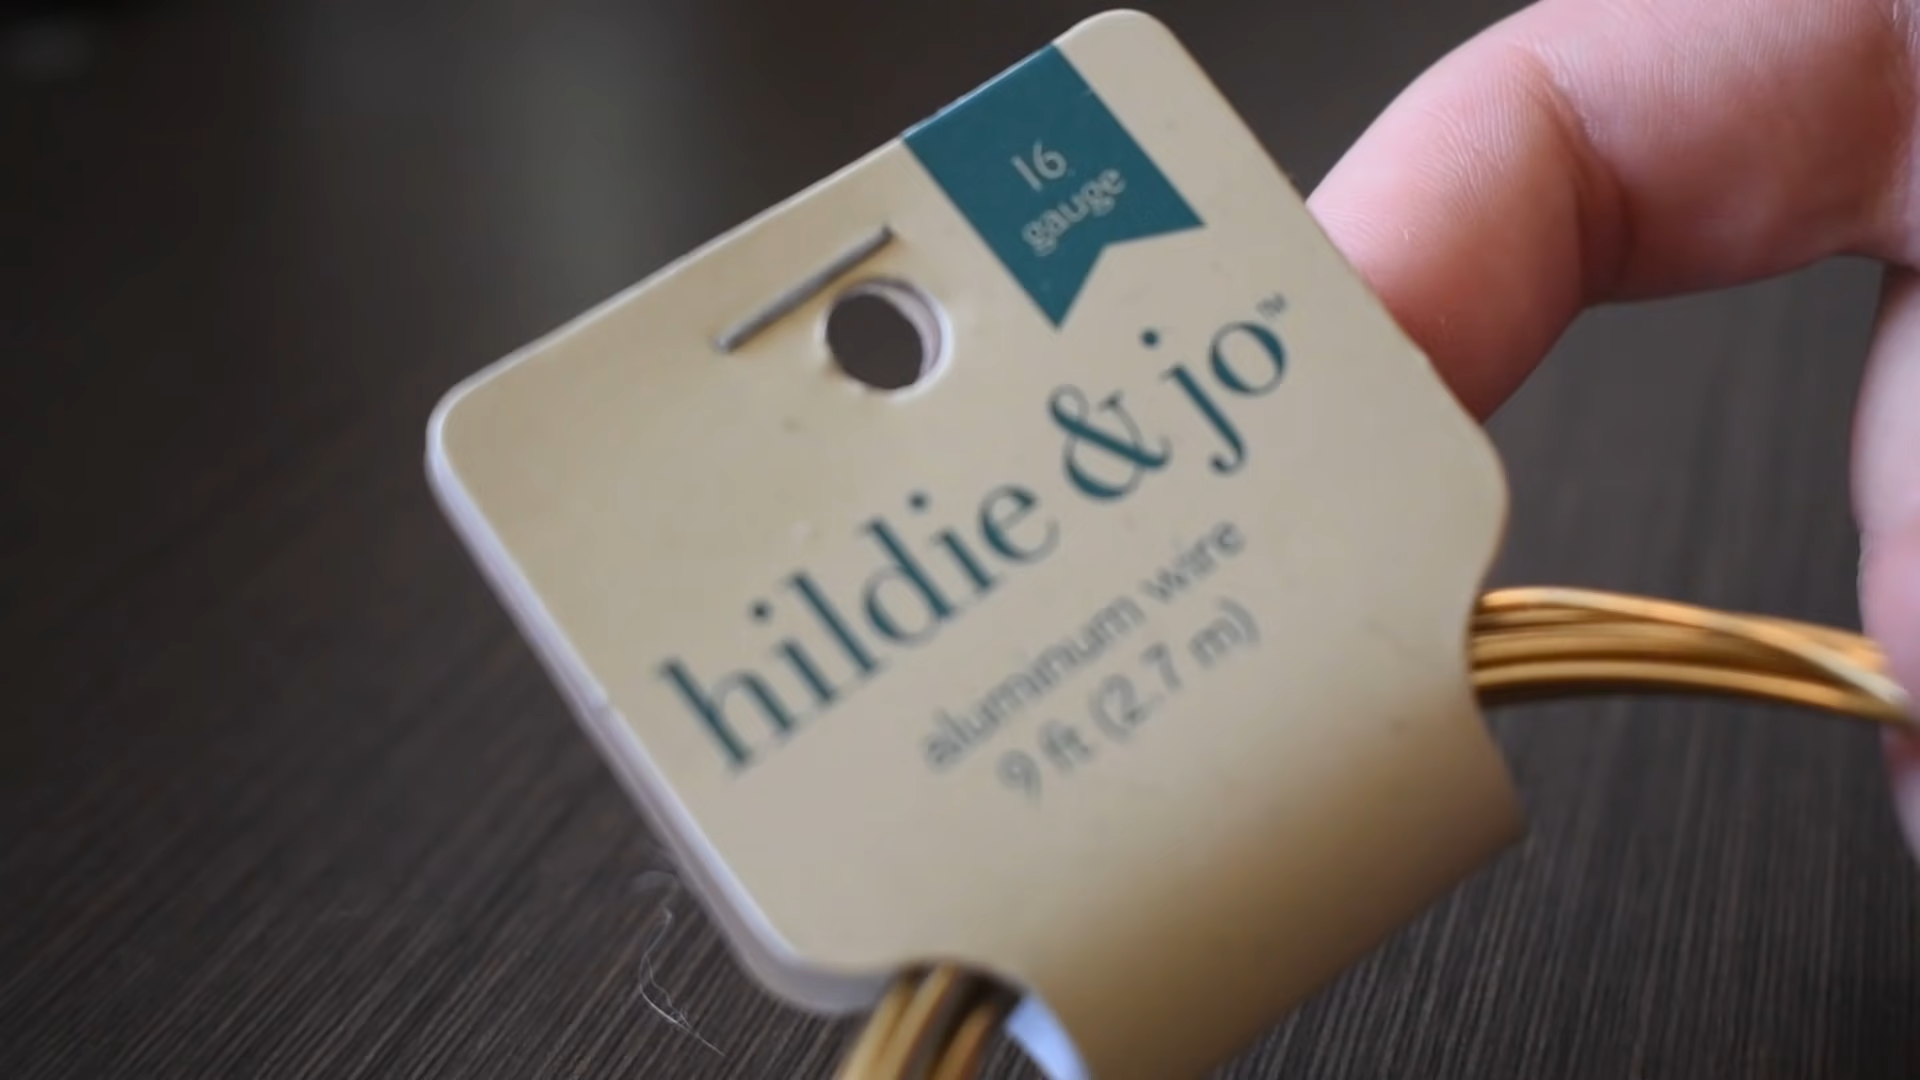 16
gauge
hildie & jo™
aluminum wire
9 ft (2.7 m)